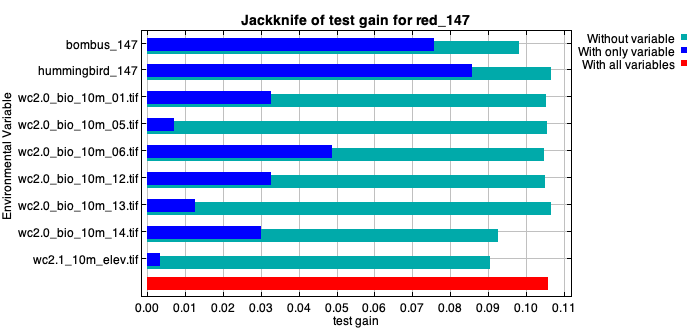 Jackknife of test gain for red_147
Without variable
With only variable
With all variables
Environmental Variable
bombus_147
hummingbird_147
wc2.0_bio_10m_01.tif
wc2.0_bio_10m_05.tif
wc2.0_bio_10m_06.tif
wc2.0_bio_10m_12.tif
wc2.0_bio_10m_13.tif
wc2.0_bio_10m_14.tif
wc2.1_10m_elev.tif
0.00 0.01 0.02 0.03 0.04 0.05 0.06 0.07 0.08 0.09 0.10 0.11
test gain